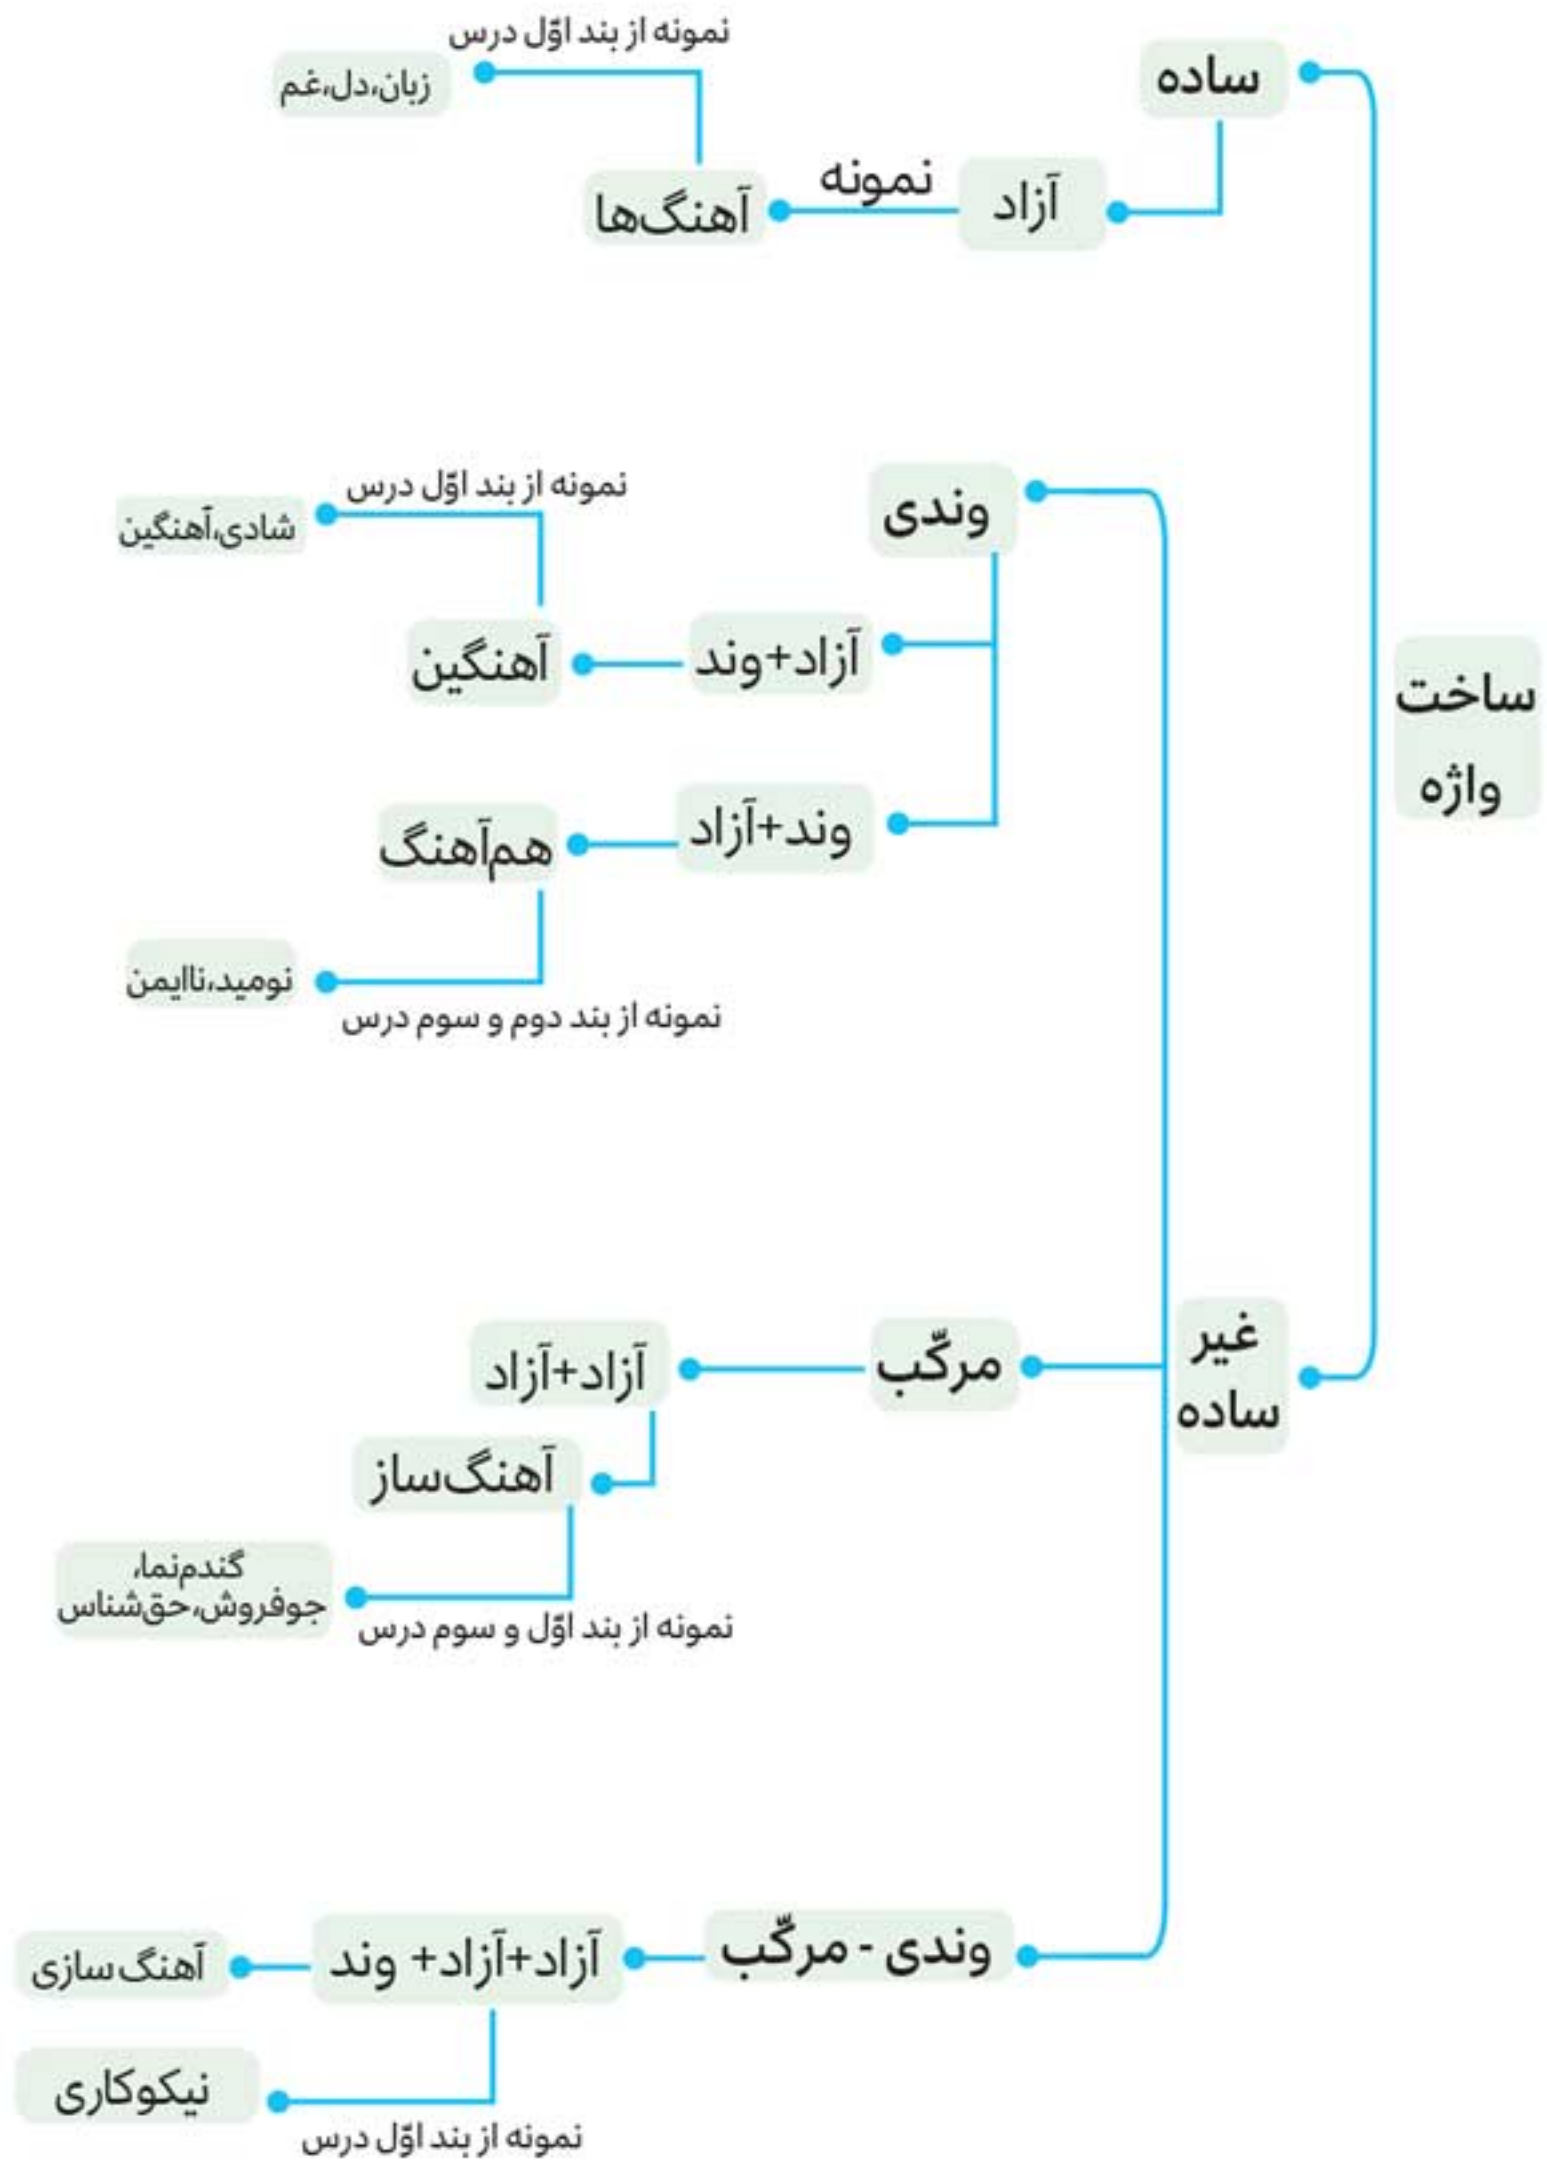 ساخت
واژه
ساده
آزاد
نمونه
آهنگ‌ها
نمونه از بند اوّل درس
زبان،دل،غم
غیر
ساده
وندی
آزاد+وند
آهنگین
نمونه از بند اوّل درس
شادی،آهنگین
وند+آزاد
هم‌آهنگ
نمونه از بند دوم و سوم درس
نومید،ناایمن
مرکّب
آزاد+آزاد
آهنگ‌ساز
نمونه از بند اوّل و سوم درس
گندم‌نما،
جوفروش،حق‌شناس
وندی - مرکّب
آزاد+آزاد+ وند
آهنگ سازی
نمونه از بند اوّل درس
نیکوکاری